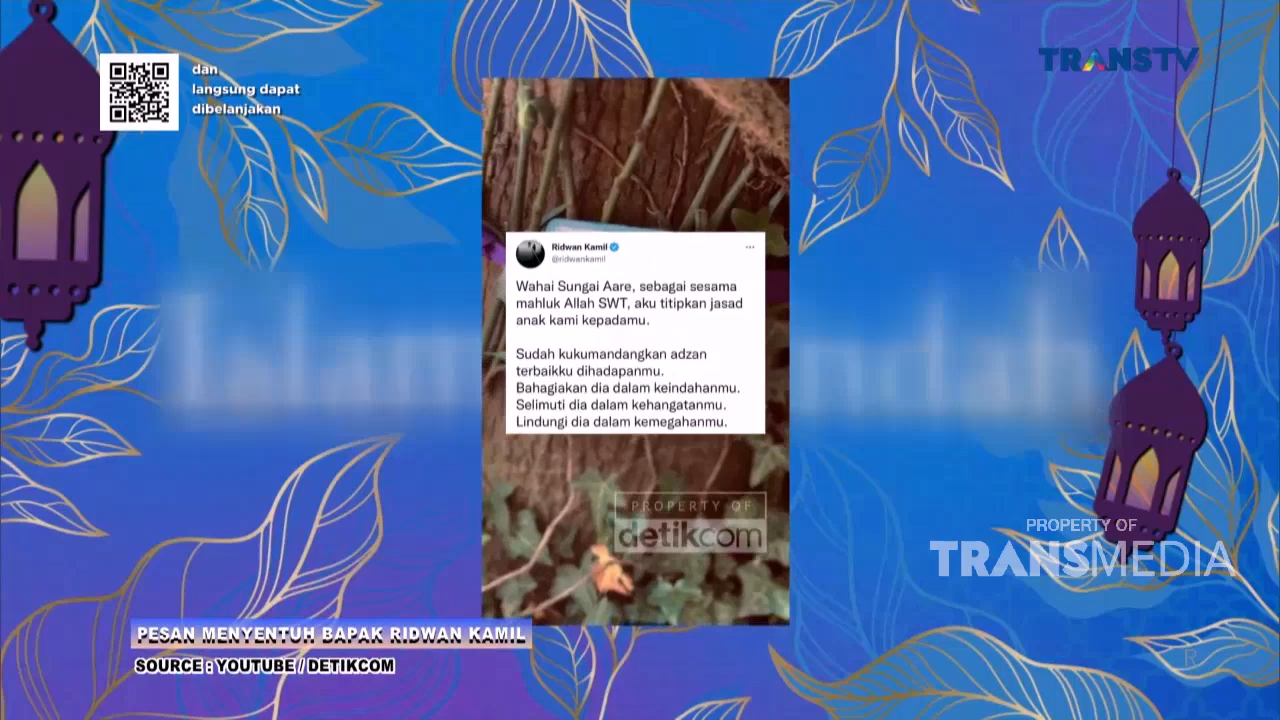 dan
langsung dapat
dibelanjakan
TRANSTV
Ridwan Kamil
@ridwankamil
Wahai Sungai Aare, sebagai sesama
mahluk Allah SWT, aku titipkan jasad
anak kami kepadamu.
Sudah kukumandangkan adzan
terbaikku dihadapanmu.
Bahagiakan dia dalam keindahanmu.
Selimuti dia dalam kehangatanmu.
Lindungi dia dalam kemegahanmu.
PROPERTY OF
detikcom
PROPERTY OF
TRANSMEDIA
PESAN MENYENTUH BAPAK RIDWAN KAMIL
SOURCE : YOUTUBE / DETIKCOM
R